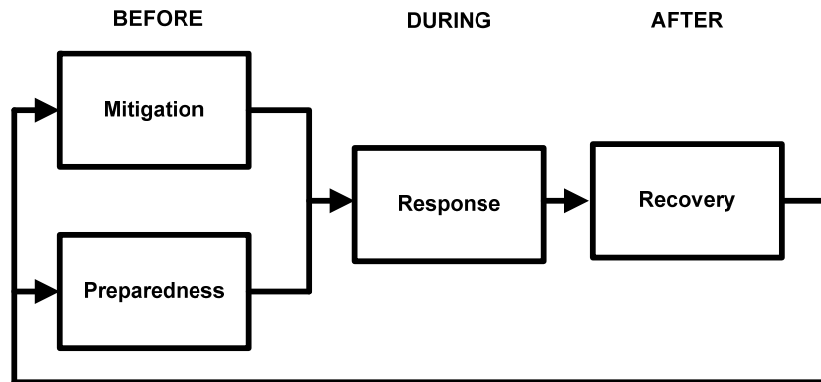 BEFORE DURING AFTER
Mitigation
Response
Recovery
Preparedness